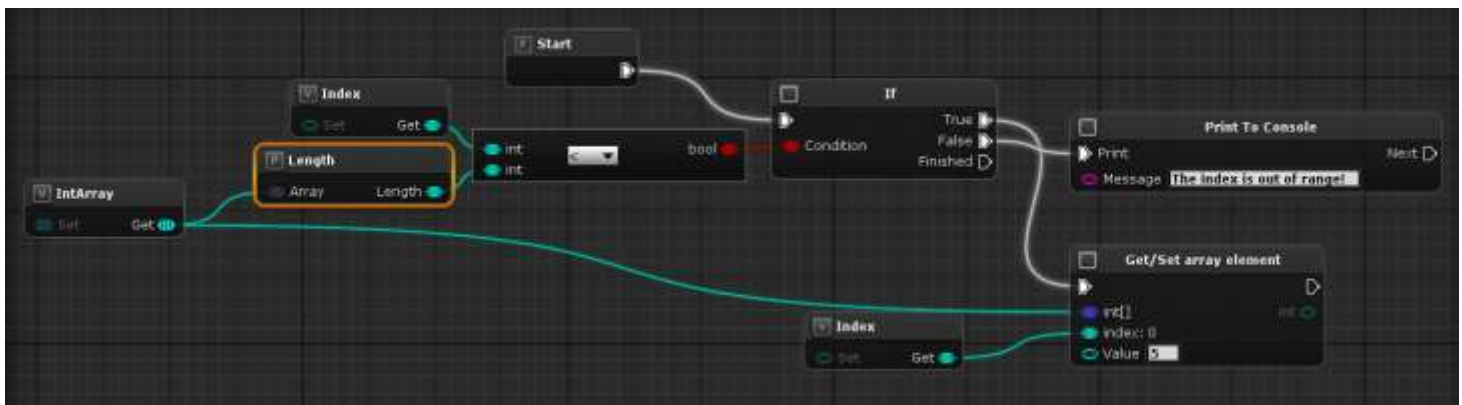 Start
Index
Set Get
Length
Array Length
IntArray
Set Get
int < bool
int
If
True
Condition False
Finished
Print To Console
Print Next
Message The index is out of range!
Get/Set array element
int[] int
index: 0
Value 5
Index
Set Get